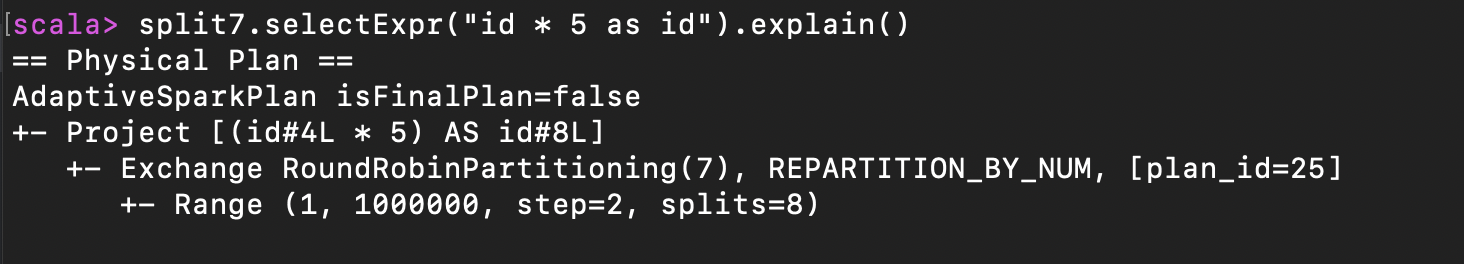 [scala> split7.selectExpr("id * 5 as id").explain()
== Physical Plan ==
AdaptiveSparkPlan isFinalPlan=false
+- Project [(id#4L * 5) AS id#8L]
   +- Exchange RoundRobinPartitioning(7), REPARTITION_BY_NUM, [plan_id=25]
      +- Range (1, 1000000, step=2, splits=8)